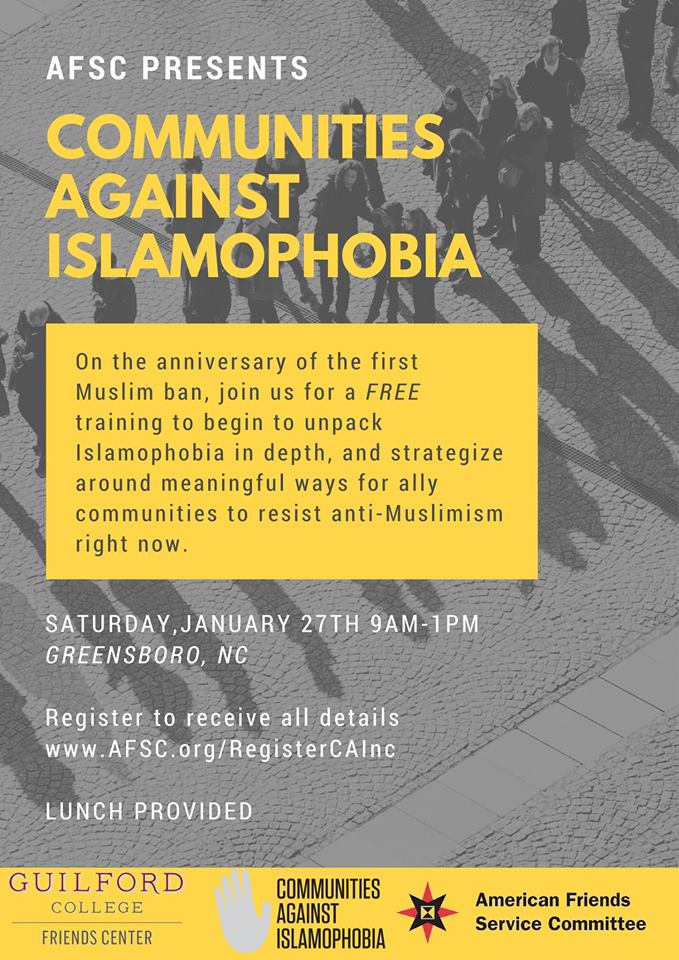 AFSC PRESENTS
COMMUNITIES
AGAINST
ISLAMOPHOBIA
On the anniversary of the first
Muslim ban, join us for a FREE
training to begin to unpack
Islamophobia in depth, and strategize
around meaningful ways for ally
communities to resist anti-Muslimism
right now.
SATURDAY,JANUARY 27TH 9AM-1PM
GREENSBORO, NC
Register to receive all details
www.AFSC.org/RegisterCAInc
LUNCH PROVIDED
GUILFORD
COLLEGE
FRIENDS CENTER
COMMUNITIES
AGAINST
ISLAMOPHOBIA
American Friends
Service Committee